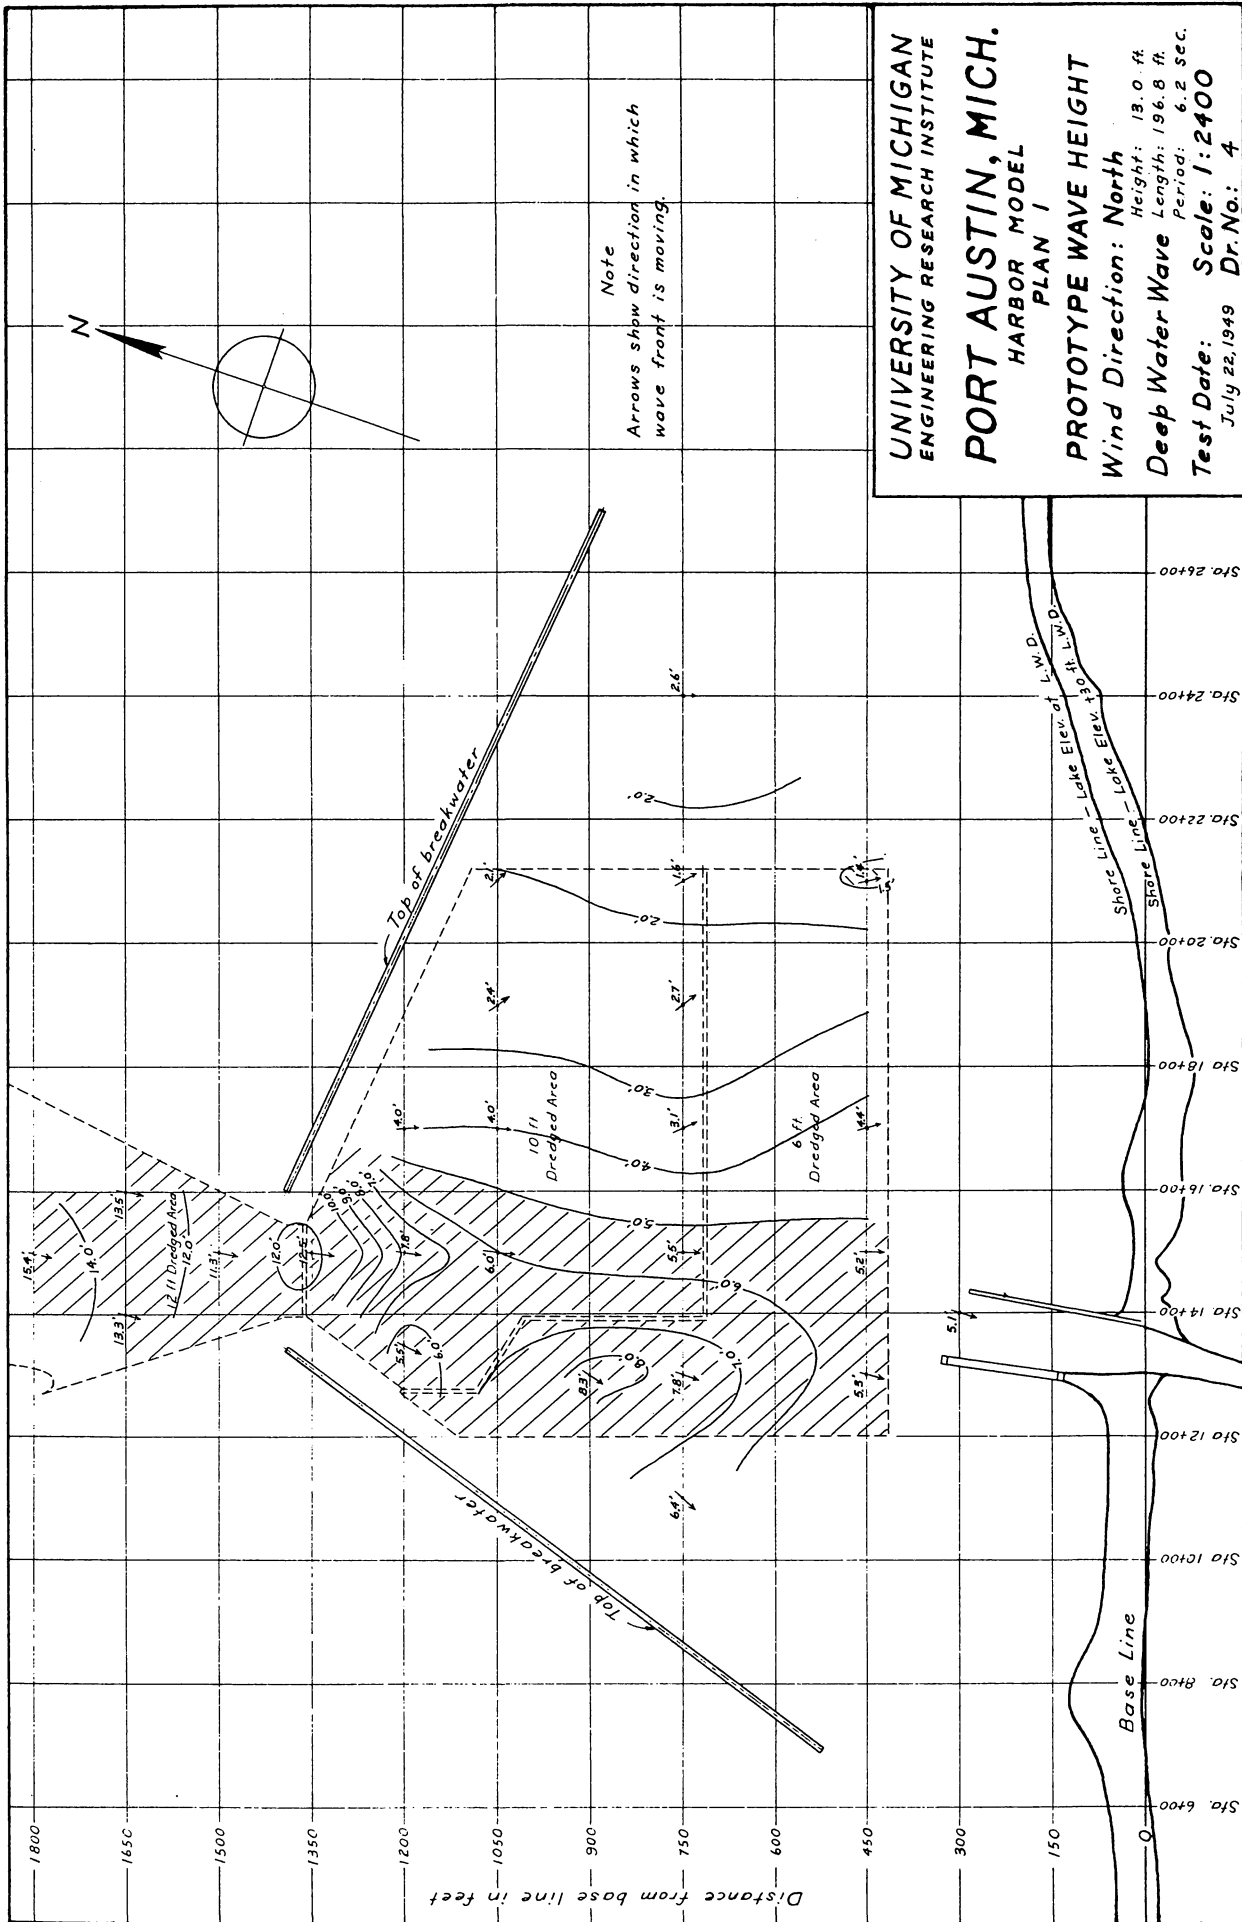 UNIVERSITY OF MICHIGAN
ENGINEERING RESEARCH INSTITUTE
PORT AUSTIN, MICH.
HARBOR MODEL
PLAN 1
PROTOTYPE WAVE HEIGHT
Wind Direction: North
Height: 13.0 ft.
Deep Water Wave Length: 196.8 ft.
Period: 6.2 sec.
Test Date: Scale: 1:2400
July 22, 1949 Dr. No.: 4
N
Note
Arrows show direction in which
wave front is moving.
Distance from base line in feet
1800
1650
1500
1350
1200
1050
900
750
600
450
300
150
0
Sta. 6+00
Sta. 8+00
Sta 10+00
Sta 12+00
Sta 14+00
Sta. 16+00
Sta 18+00
Sta. 20+00
Sta. 22+00
Sta. 24+00
Sta. 26+00
Base Line
Shore Line - Lake Elev. at L.W.D.
Shore Line - Lake Elev. +3.0 ft. L.W.D.
Top of breakwater
Top of breakwater
12 ft Dredged Area
10 ft
Dredged Area
6 ft.
Dredged Area
15.4'
14.0'
13.5'
13.3'
12.0'
11.3'
12.0'
12.5'
10.0'
9.0'
8.0'
7.0'
7.8'
4.0'
5.5'
6.0'
6.0'
4.0'
2.4'
2.1'
8.3'
8.0'
7.8'
7.0'
6.4'
5.5'
6.0'
5.0'
4.0'
3.1'
3.0'
2.7'
2.0'
1.6'
2.0'
2.6'
5.3'
5.2'
4.4'
1.4'
1.5'
5.1'